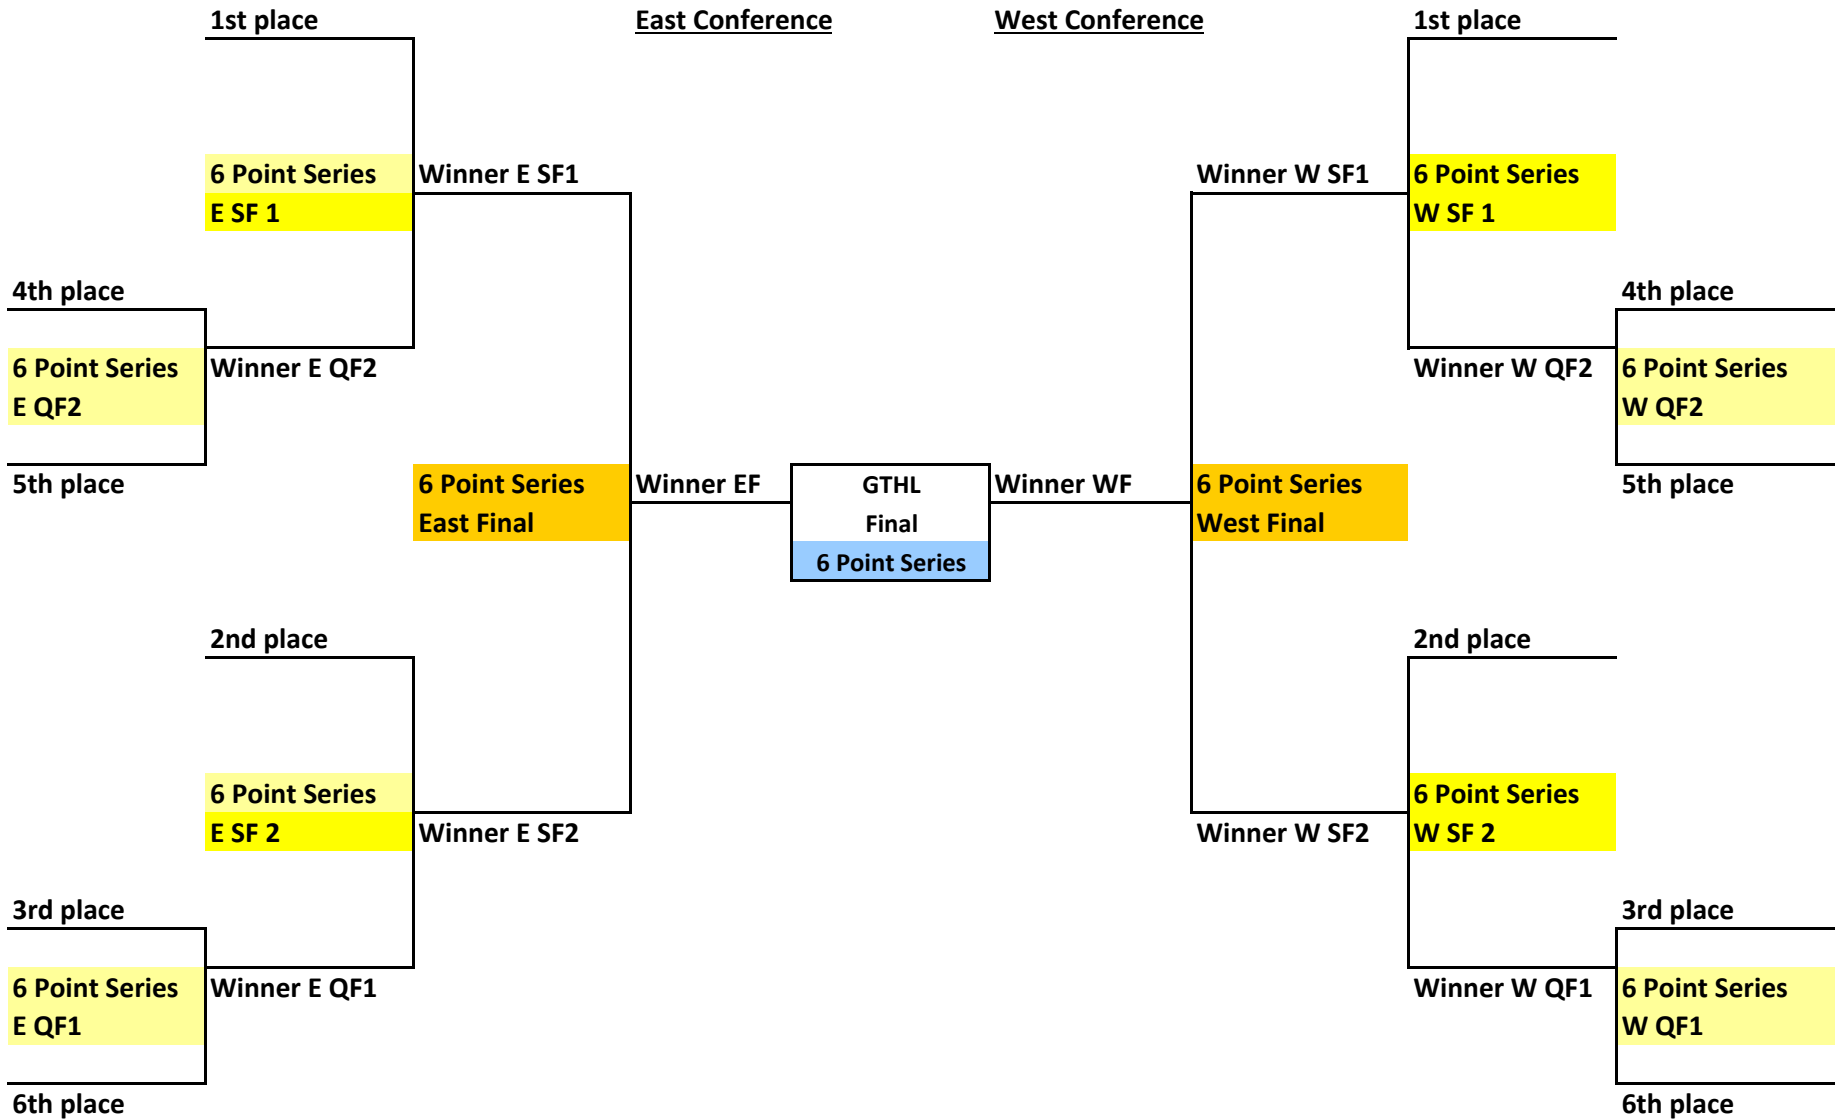 1st place
East Conference
West Conference
1st place
6 Point Series
E SF 1
Winner E SF1
Winner W SF1
6 Point Series
W SF 1
4th place
4th place
6 Point Series
E QF2
Winner E QF2
Winner W QF2
6 Point Series
W QF2
5th place
5th place
6 Point Series
East Final
Winner EF
GTHL
Final
6 Point Series
Winner WF
6 Point Series
West Final
2nd place
2nd place
6 Point Series
E SF 2
Winner E SF2
Winner W SF2
6 Point Series
W SF 2
3rd place
3rd place
6 Point Series
E QF1
Winner E QF1
Winner W QF1
6 Point Series
W QF1
6th place
6th place